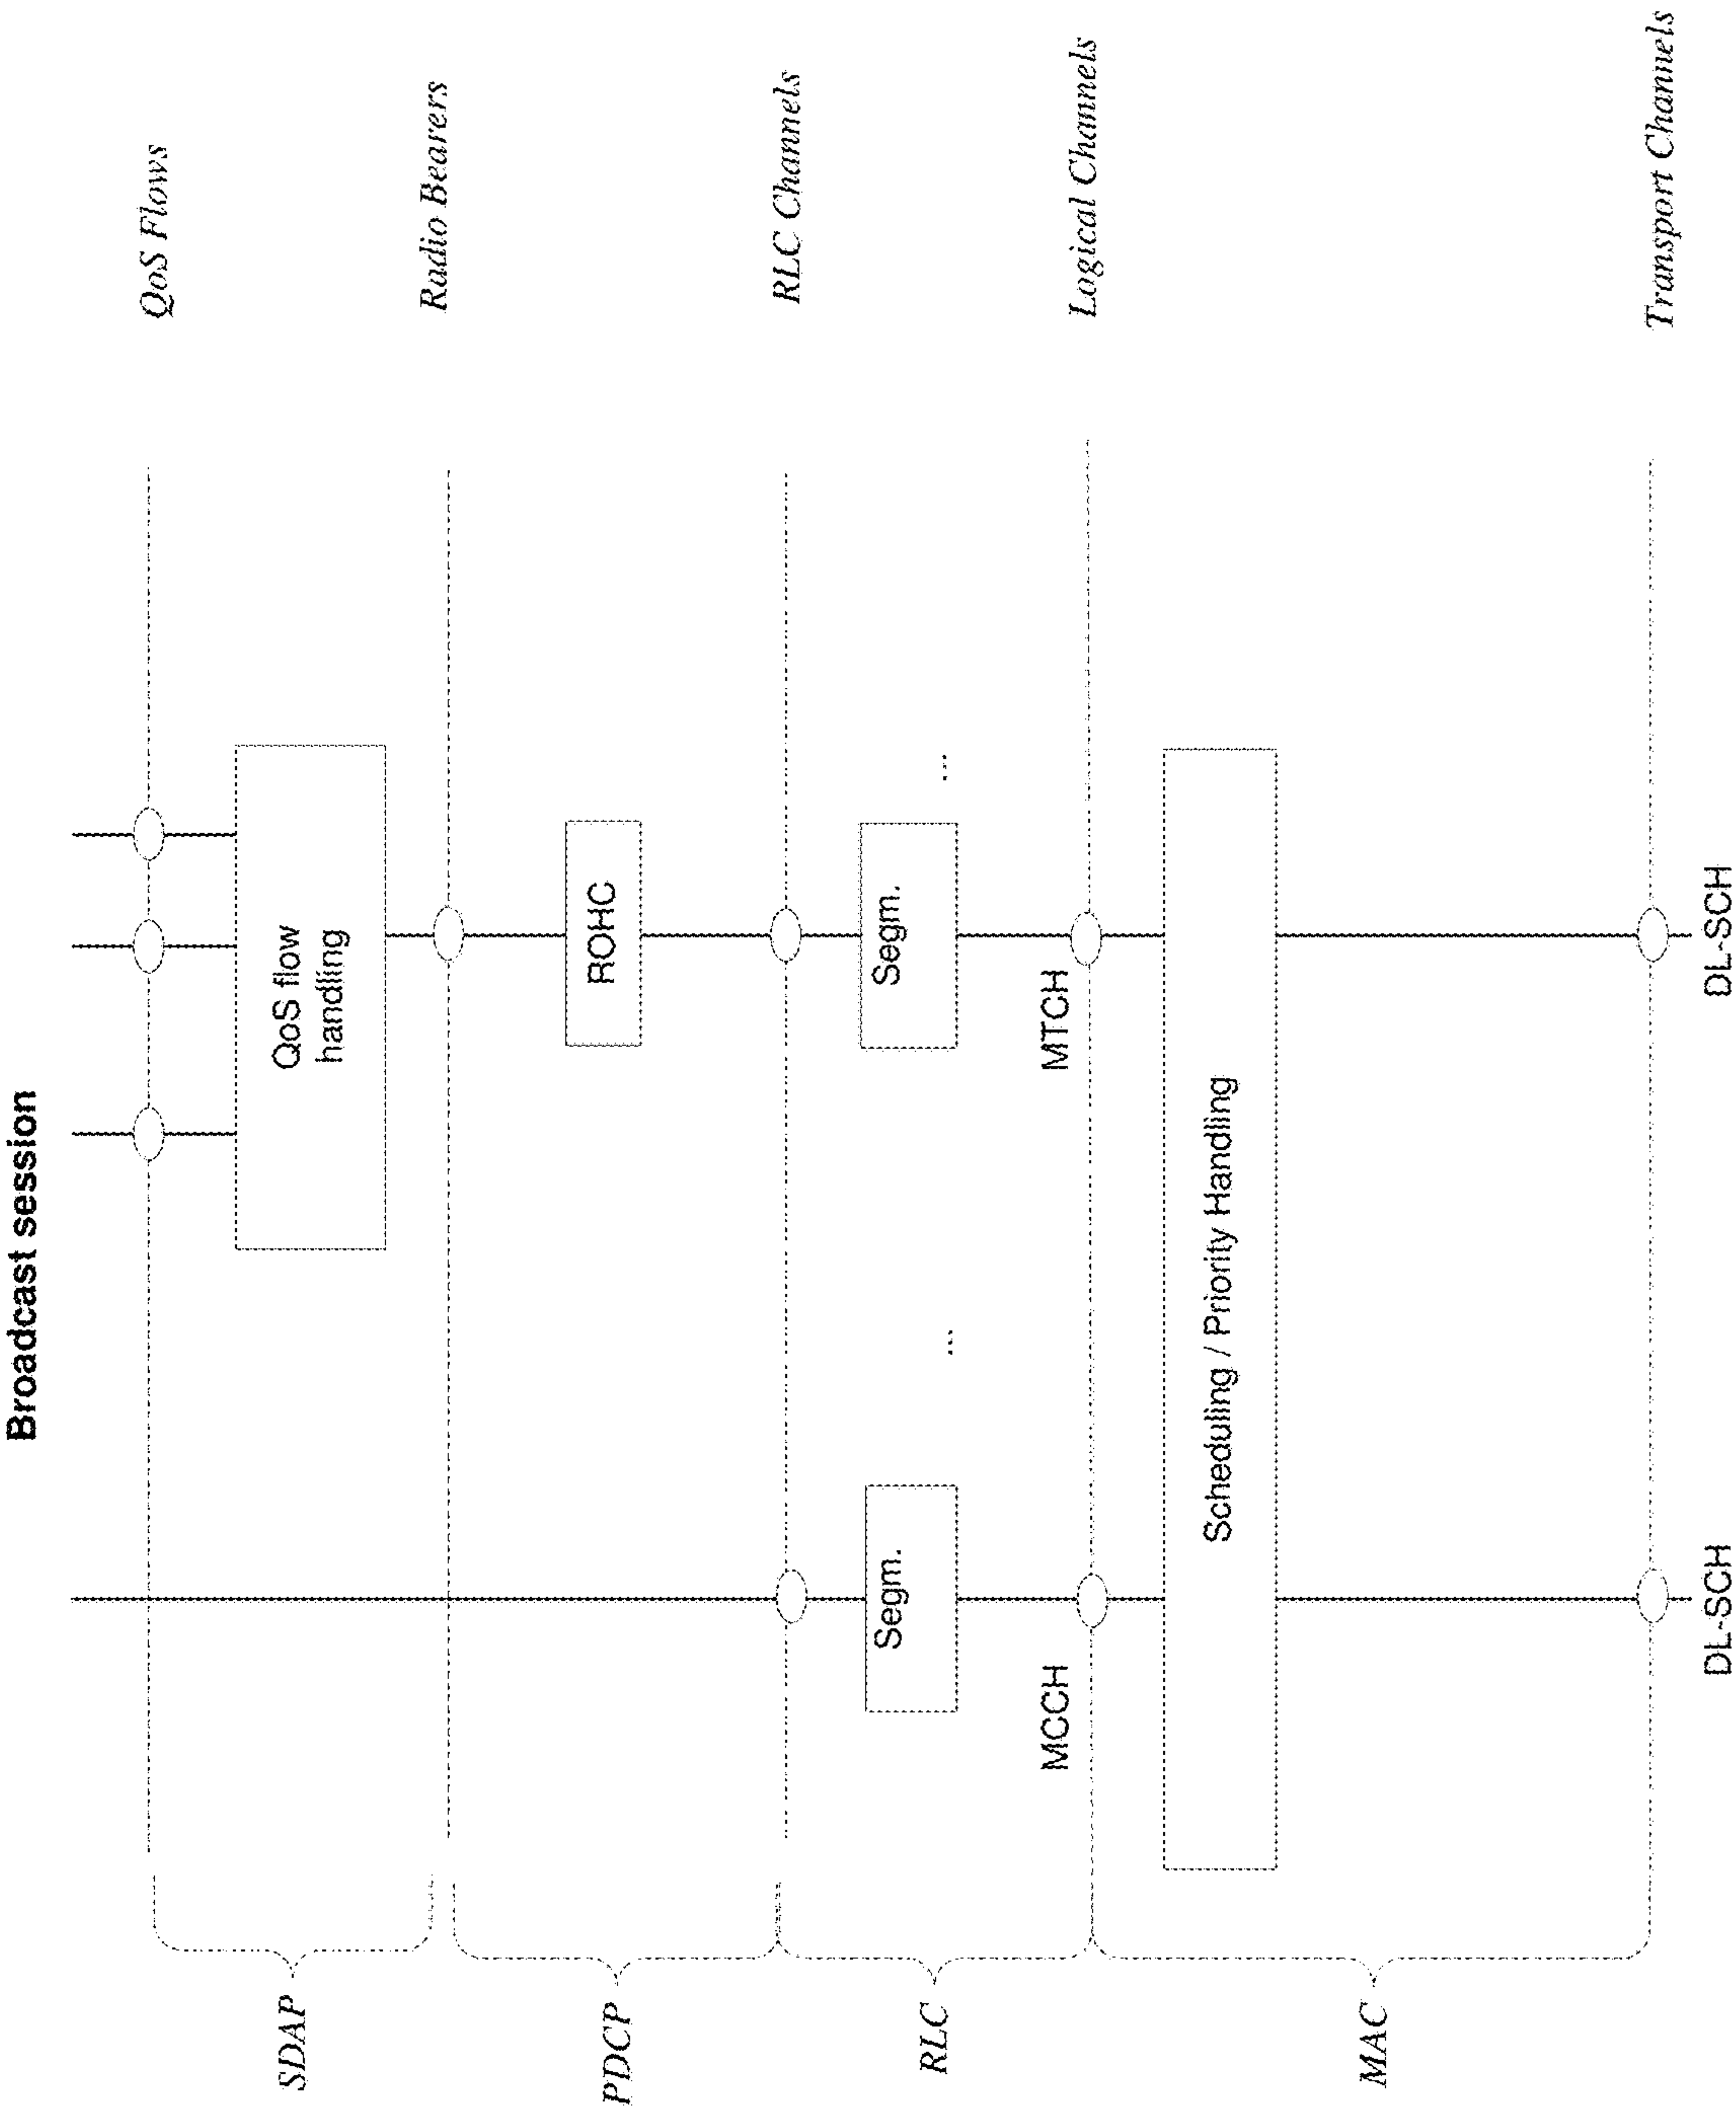 Broadcast session
QoS Flows
SDAP
QoS flow
handling
Radio Bearers
PDCP
ROHC
RLC Channels
RLC
Segm.
...
Segm.
...
MCCH
MTCH
Logical Channels
MAC
Scheduling / Priority Handling
Transport Channels
DL-SCH
DL-SCH